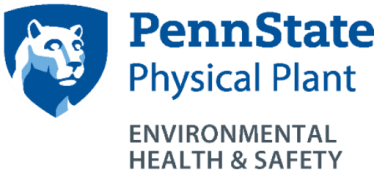 PennState
Physical Plant
ENVIRONMENTAL
HEALTH & SAFETY